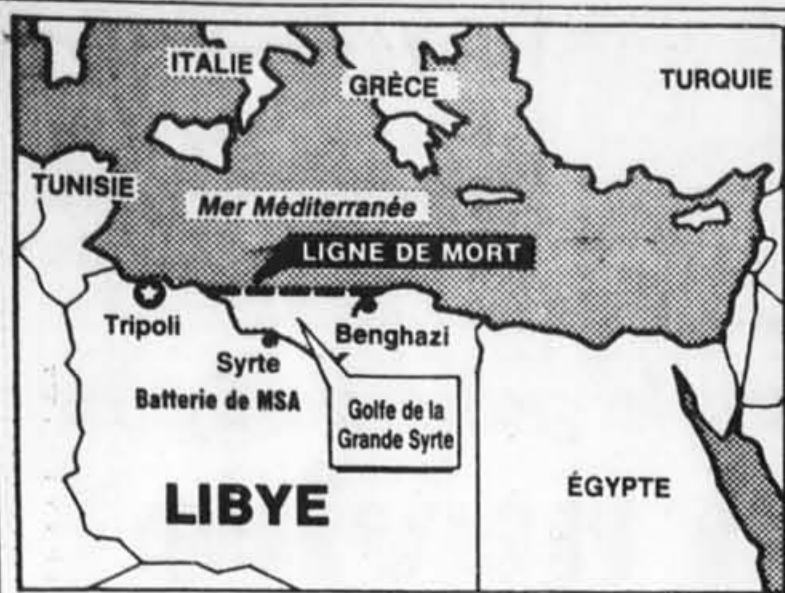 ITALIE
GRÈCE
TURQUIE
TUNISIE
Mer Méditerranée
LIGNE DE MORT
Tripoli
Benghazi
Syrte
Batterie de MSA
Golfe de la
Grande Syrte
LIBYE
ÉGYPTE